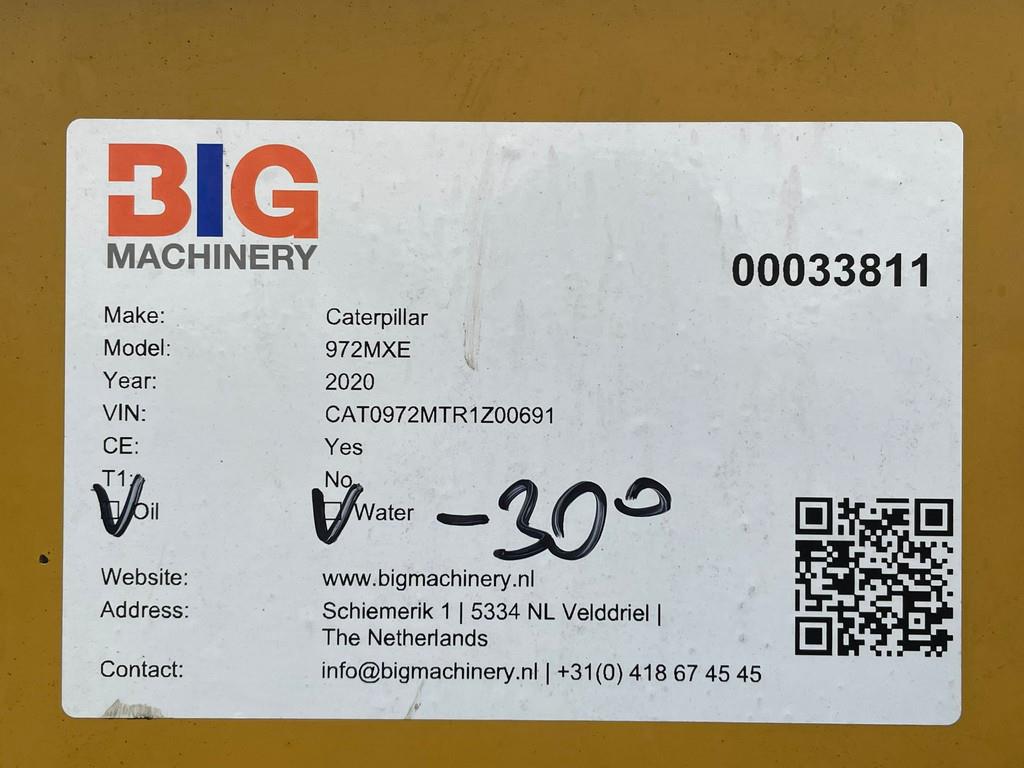 BIG
MACHINERY
00033811
Make: Caterpillar
Model: 972MXE
Year: 2020
VIN: CAT0972MTR1Z00691
CE: Yes
T1: No
V Oil V Water -30°
Website: www.bigmachinery.nl
Address: Schiemerik 1 | 5334 NL Velddriel |
The Netherlands
Contact: info@bigmachinery.nl | +31(0) 418 67 45 45